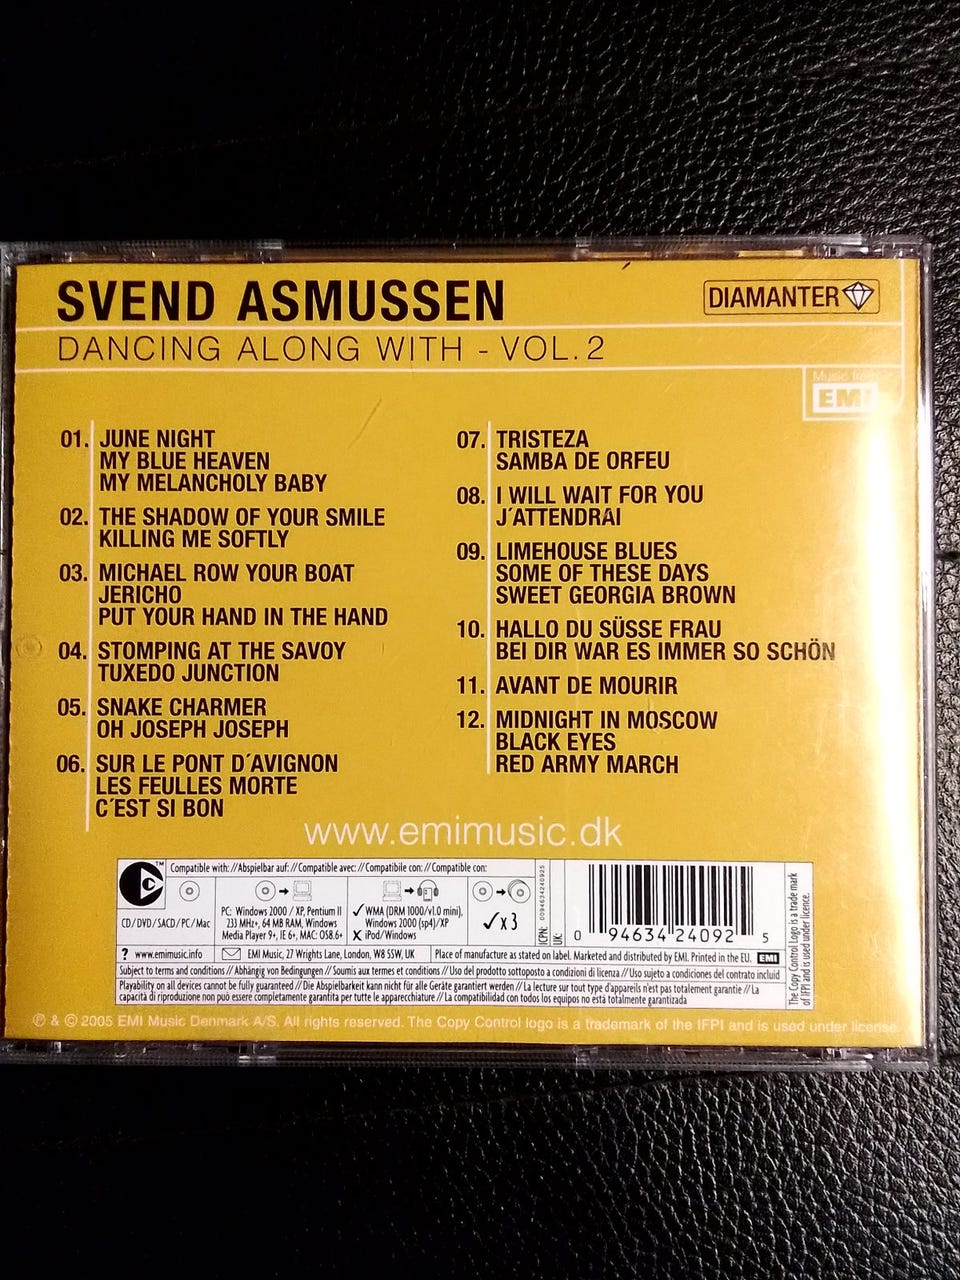 SVEND ASMUSSEN
DIAMANTER
DANCING ALONG WITH - VOL. 2
Music from
EMI
01. JUNE NIGHT
MY BLUE HEAVEN
MY MELANCHOLY BABY
02. THE SHADOW OF YOUR SMILE
KILLING ME SOFTLY
03. MICHAEL ROW YOUR BOAT
JERICHO
PUT YOUR HAND IN THE HAND
04. STOMPING AT THE SAVOY
TUXEDO JUNCTION
05. SNAKE CHARMER
OH JOSEPH JOSEPH
06. SUR LE PONT D´AVIGNON
LES FEULLES MORTE
C´EST SI BON
07. TRISTEZA
SAMBA DE ORFEU
08. I WILL WAIT FOR YOU
J´ATTENDRAI
09. LIMEHOUSE BLUES
SOME OF THESE DAYS
SWEET GEORGIA BROWN
10. HALLO DU SÜSSE FRAU
BEI DIR WAR ES IMMER SO SCHÖN
11. AVANT DE MOURIR
12. MIDNIGHT IN MOSCOW
BLACK EYES
RED ARMY MARCH
www.emimusic.dk
TM
Compatible with: // Abspielbar auf: // Compatible avec: // Compatibile con: // Compatible con:
CD/DVD/SACD/PC/Mac
PC: Windows 2000 / XP, Pentium II
233 MHz+, 64 MB RAM, Windows
Media Player 9+, IE 6+, MAC: OS8.6+
✓ WMA (DRM 1000/v1.0 mini),
Windows 2000 (sp4)/XP
✗ iPod/Windows
✓x 3
? www.emimusic.info
EMI Music, 27 Wrights Lane, London, W8 5SW, UK
Place of manufacture as stated on label. Marketed and distributed by EMI. Printed in the EU. EMI
Subject to terms and conditions // Abhängig von Bedingungen // Soumis aux termes et conditions // Uso del prodotto sottoposto a condizioni di licenza // Uso sujeto a condiciones del contrato incluid
Playability on all devices cannot be fully guaranteed // Die Abspielbarkeit kann nicht für alle Geräte garantiert werden // La lecture sur tout type d'appareils n'est pas totalement garantie // La
capacità di riproduzione non può essere completamente garantita per tutte le apparecchiature // La compatibilidad con todos los equipos no está totalmente garantizada
ICPN: 0094634240925
UK:
0 94634 24092 5
The Copy Control Logo is a trade mark
of IFPI and is used under licence.
℗ & © 2005 EMI Music Denmark A/S. All rights reserved. The Copy Control logo is a trademark of the IFPI and is used under license.